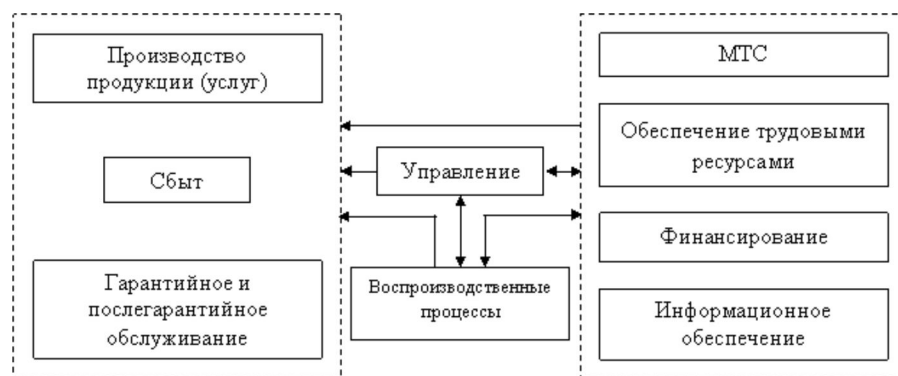 Производство
продукции (услуг)
Сбыт
Гарантийное и
послегарантийное
обслуживание
Управление
Воспроизводственные
процессы
МТС
Обеспечение трудовыми
ресурсами
Финансирование
Информационное
обеспечение